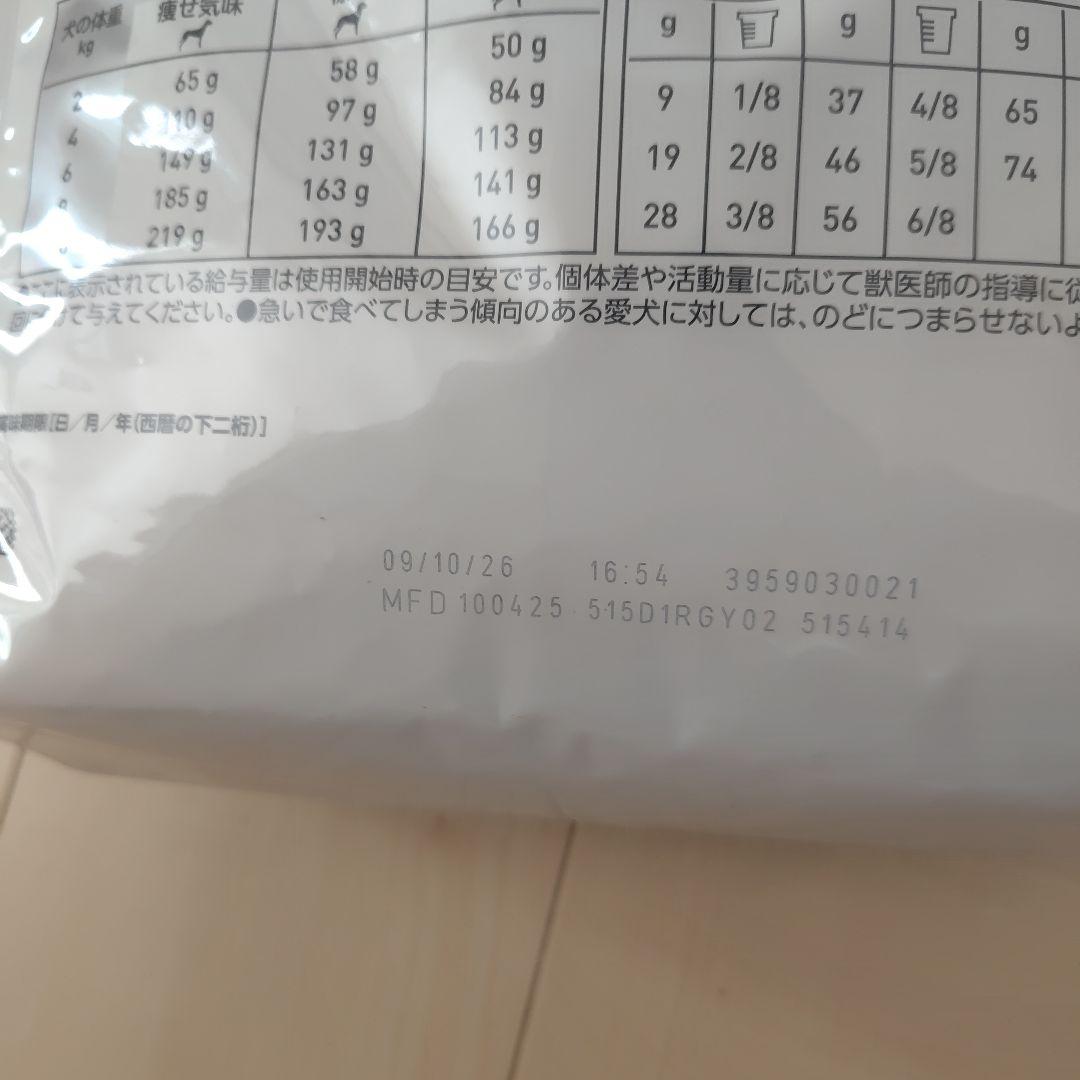 犬の体重 痩せ気味 g g g
kg
2 65 g 58 g 50 g 9 1/8 37 4/8 65
4 110 g 97 g 84 g 19 2/8 46 5/8 74
6 149 g 131 g 113 g 28 3/8 56 6/8
185 g 163 g 141 g
219 g 193 g 166 g
表示されている給与量は使用開始時の目安です。個体差や活動量に応じて獣医師の指導に従
けて与えてください。●急いで食べてしまう傾向のある愛犬に対しては、のどにつまらせないよ
賞味期限[日/月/年(西暦の下二桁)]
09/10/26 16:54 3959030021
MFD 100425 515D1RGY02 515414